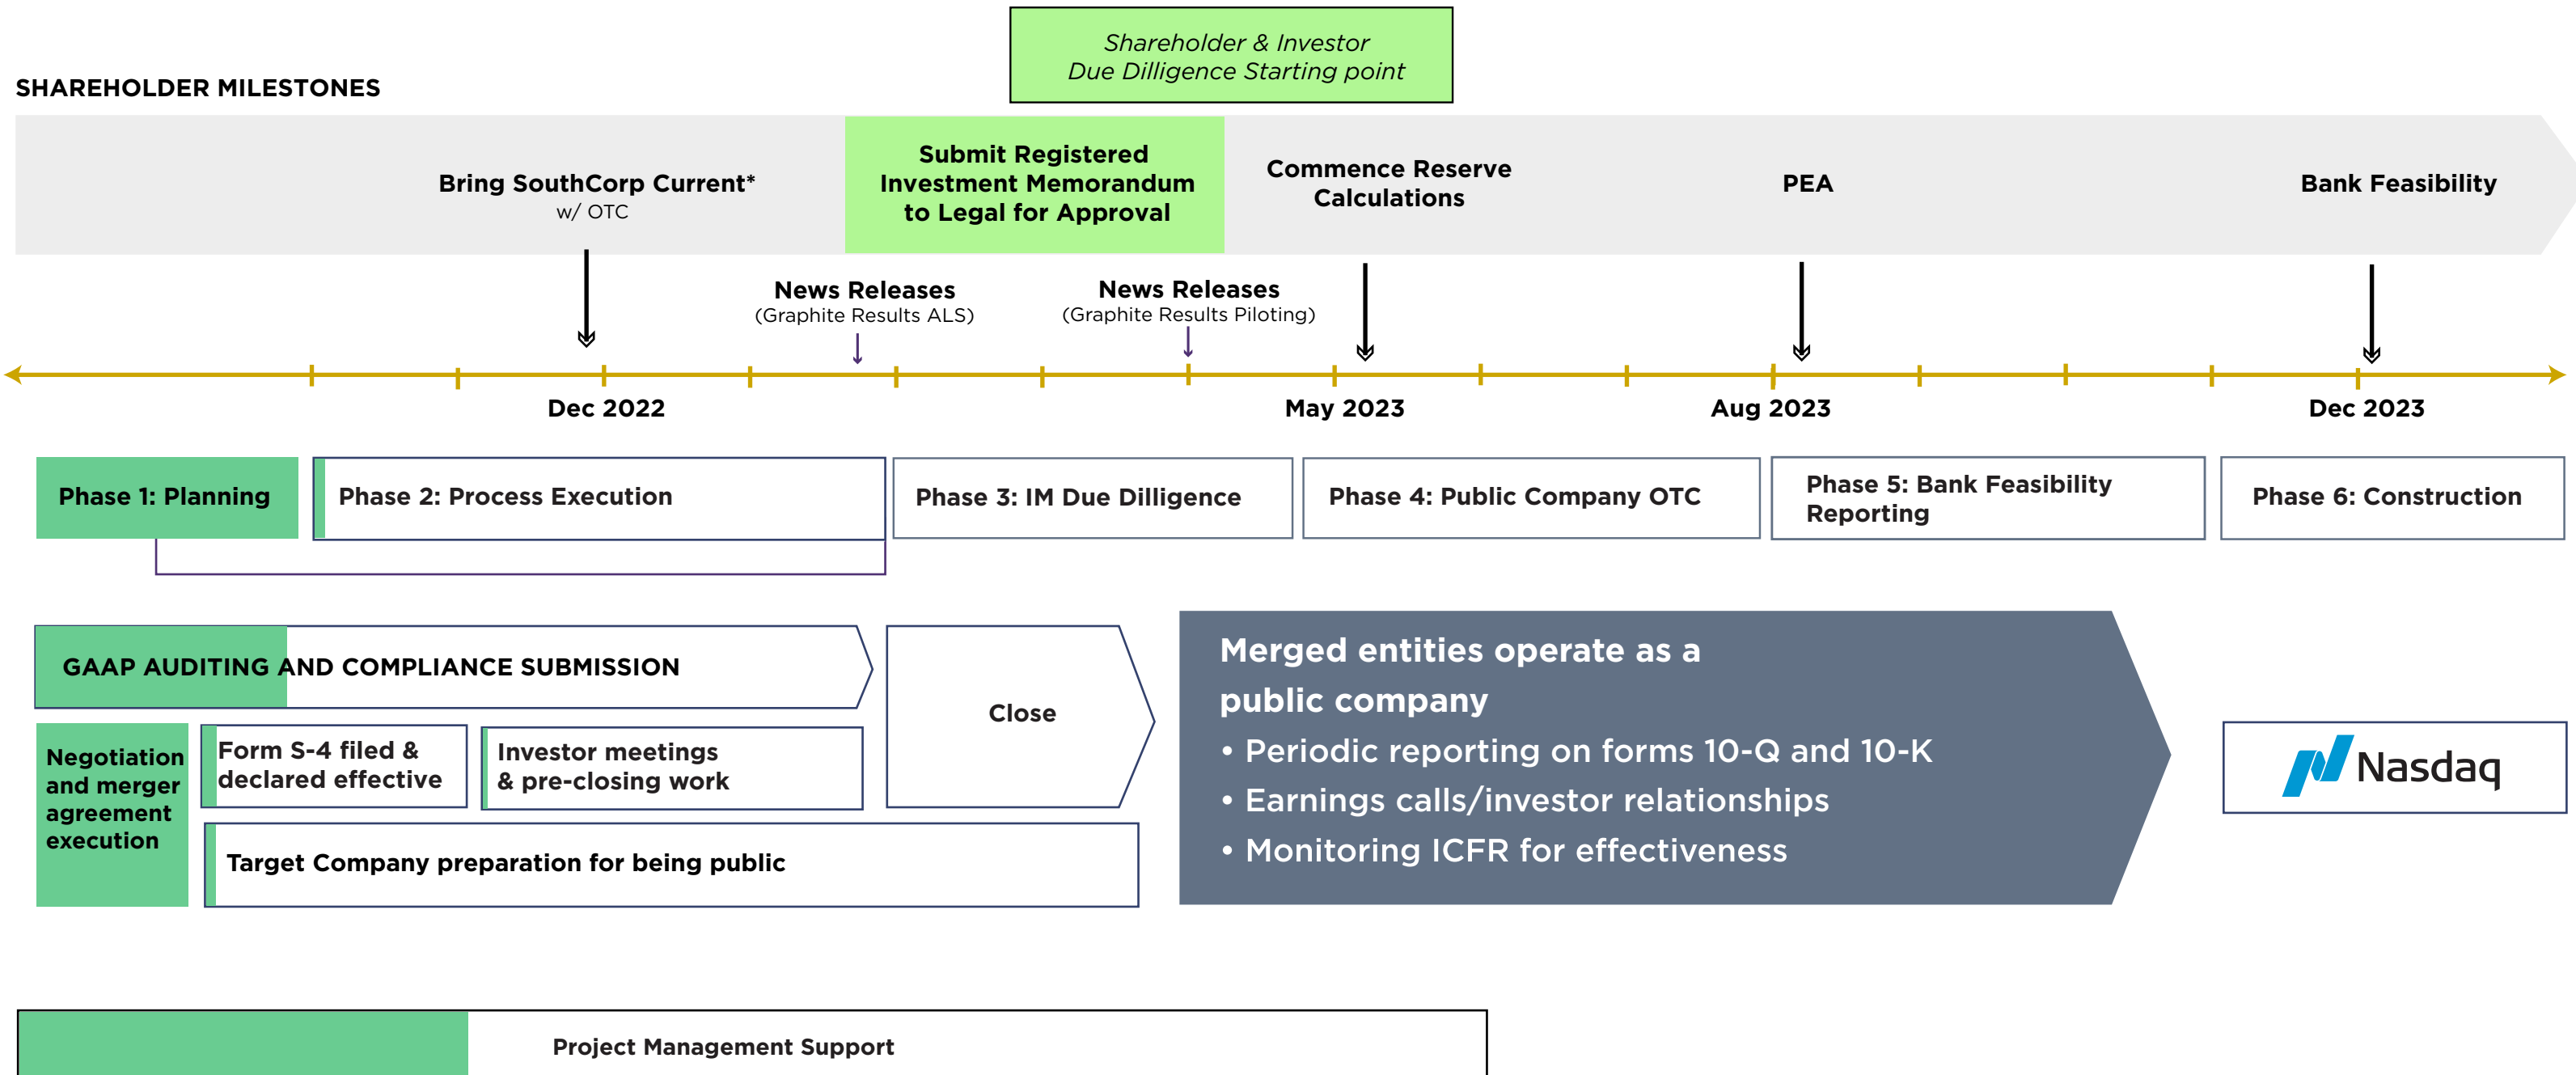 Shareholder & Investor
Due Dilligence Starting point
SHAREHOLDER MILESTONES
Bring SouthCorp Current*
w/ OTC
Submit Registered
Investment Memorandum
to Legal for Approval
Commence Reserve
Calculations
PEA
Bank Feasibility
News Releases
(Graphite Results ALS)
News Releases
(Graphite Results Piloting)
Dec 2022
May 2023
Aug 2023
Dec 2023
Phase 1: Planning
Phase 2: Process Execution
Phase 3: IM Due Dilligence
Phase 4: Public Company OTC
Phase 5: Bank Feasibility
Reporting
Phase 6: Construction
GAAP AUDITING AND COMPLIANCE SUBMISSION
Negotiation
and merger
agreement
execution
Form S-4 filed &
declared effective
Investor meetings
& pre-closing work
Target Company preparation for being public
Close
Merged entities operate as a
public company
• Periodic reporting on forms 10-Q and 10-K
• Earnings calls/investor relationships
• Monitoring ICFR for effectiveness
Nasdaq
Project Management Support